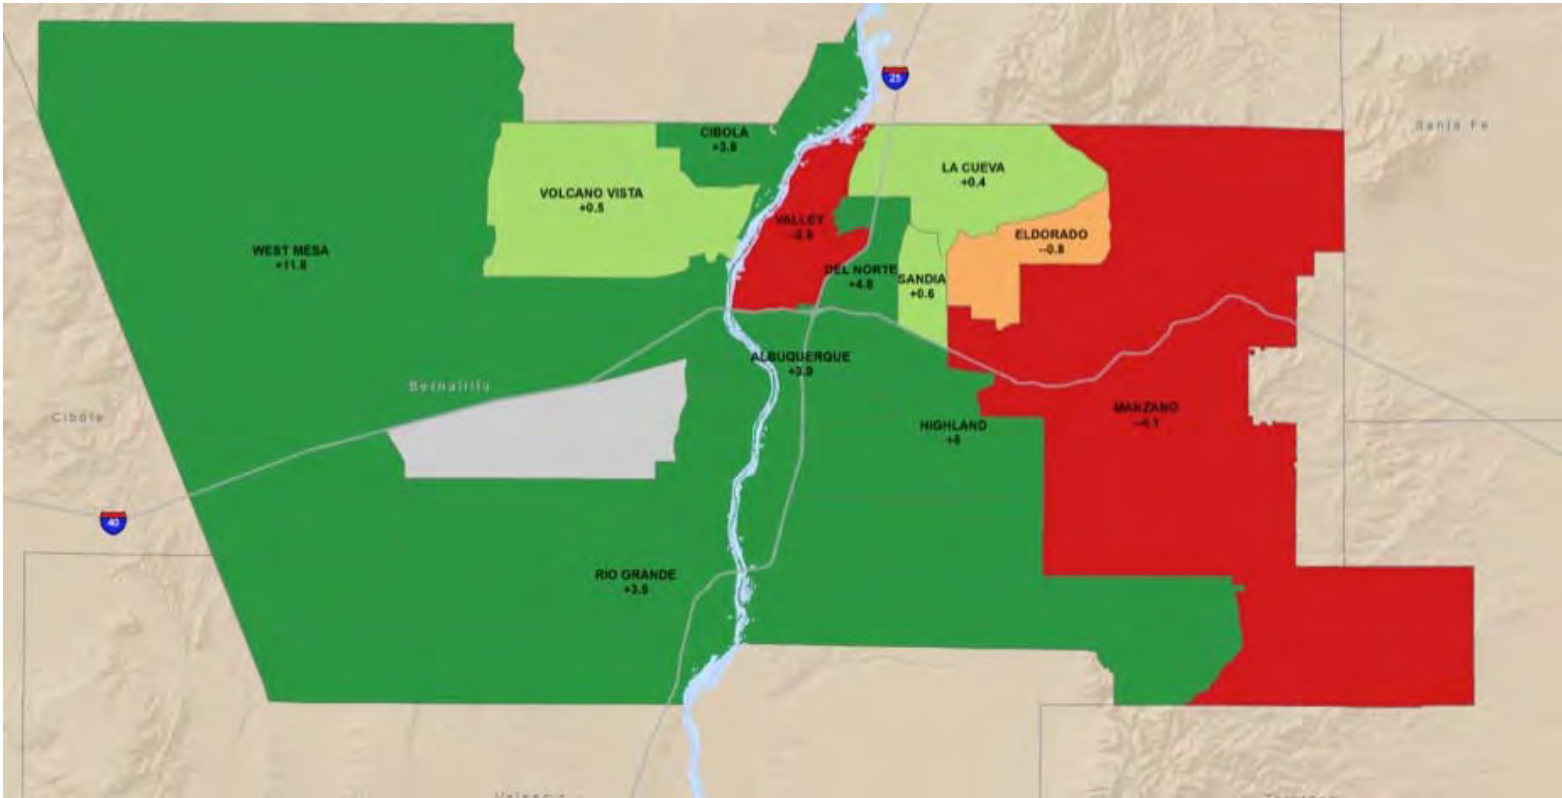 25
CIBOLA
+3.8
Santa Fe
LA CUEVA
+0.4
VOLCANO VISTA
+0.5
VALLEY
ELDORADO
--0.8
WEST MESA
+11.8
DEL NORTE
+4.8
SANDIA
+0.6
ALBUQUERQUE
+3.9
Bernalillo
Cibola
MANZANO
--4.1
HIGHLAND
+6
40
RIO GRANDE
+3.5